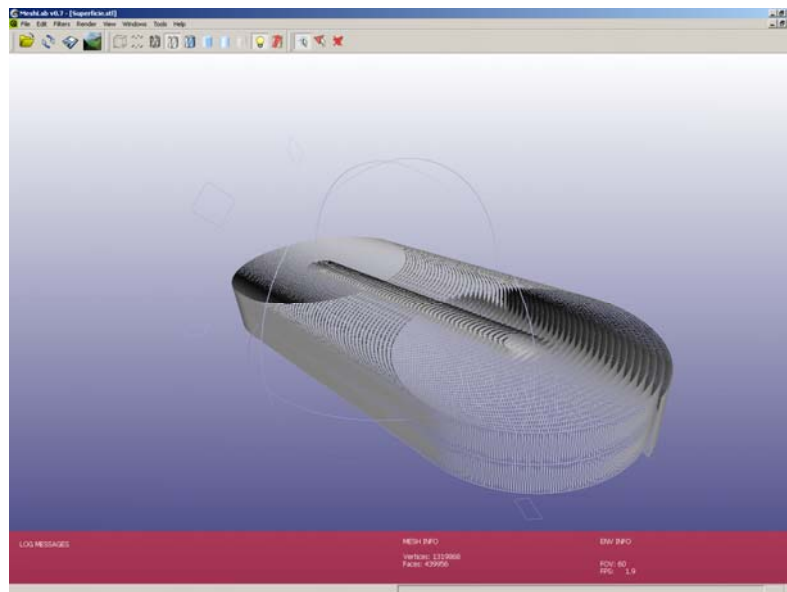 MeshLab v0.7 - [Superficie.stl]
File Edit Filters Render View Windows Tools Help
LOG MESSAGES
MESH INFO
Vertices: 1319868
Faces: 439956
ENV INFO
FOV: 60
FPS: 1.9